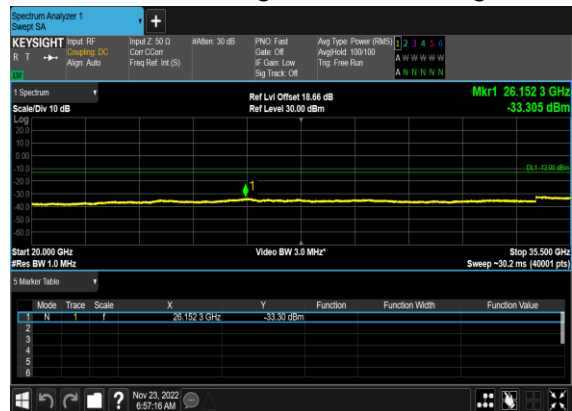 Spectrum Analyzer 1
Swept SA
+
KEYSIGHT Input: RF Input Z: 50 Ω #Atten: 30 dB PNO: Fast Avg Type: Power (RMS) 1 2 3 4 5 6
R T Coupling: DC Corr CCorr Gate: Off Avg|Hold: 100/100 A W W W W W
Align: Auto Freq Ref: Int (S) IF Gain: Low Trig: Free Run
LW Sig Track: Off A N N N N N
1 Spectrum Ref Lvl Offset 18.66 dB Mkr1 26.152 3 GHz
Scale/Div 10 dB Ref Level 30.00 dBm -33.305 dBm
Log
20.0
10.0
0.00
-10.0
DL1 -13.00 dBm
-20.0
1
-30.0
-40.0
-50.0
-60.0
Start 20.000 GHz Video BW 3.0 MHz* Stop 35.500 GHz
#Res BW 1.0 MHz Sweep ~30.2 ms (40001 pts)
5 Marker Table
Mode Trace Scale X Y Function Function Width Function Value
1 N 1 f 26.152 3 GHz -33.30 dBm
2
3
4
5
6
? Nov 23, 2022
6:57:16 AM